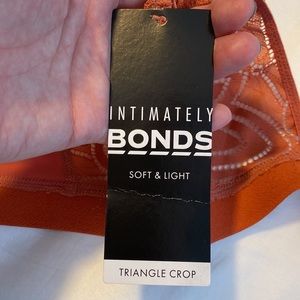 INTIMATELY
BONDS
SOFT & LIGHT
TRIANGLE CROP